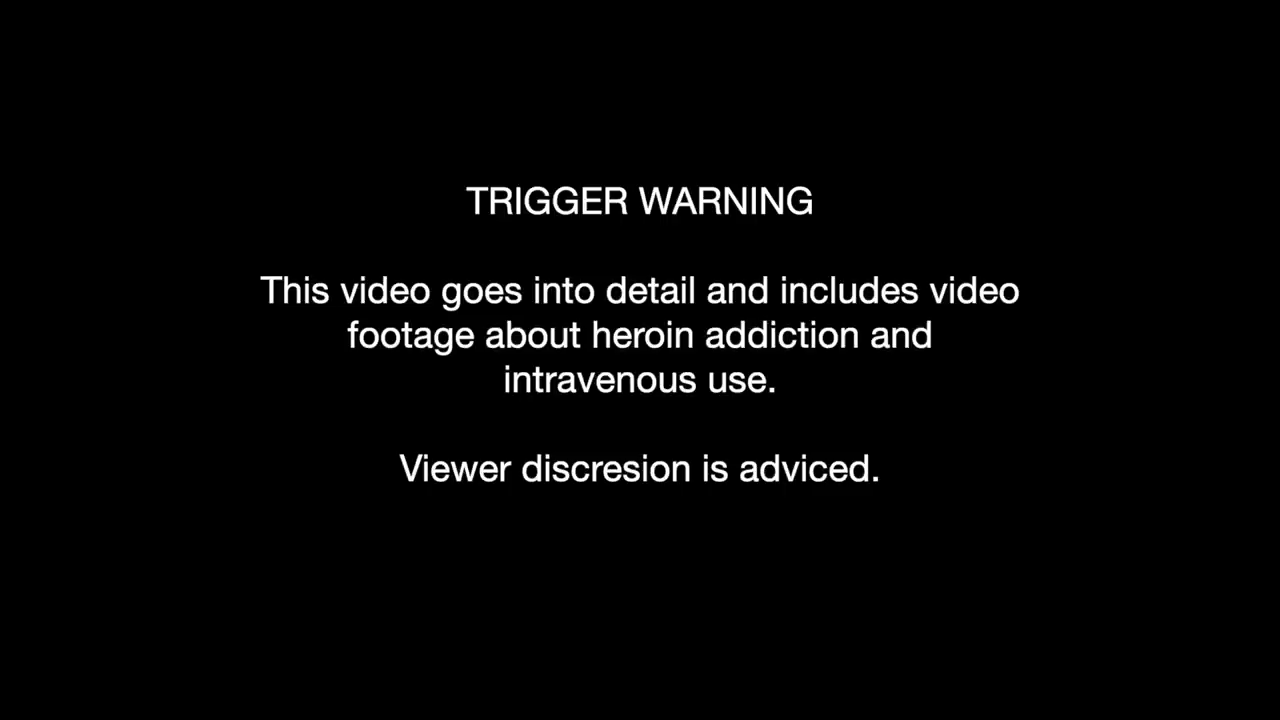 TRIGGER WARNING
This video goes into detail and includes video
footage about heroin addiction and
intravenous use.
Viewer discresion is adviced.